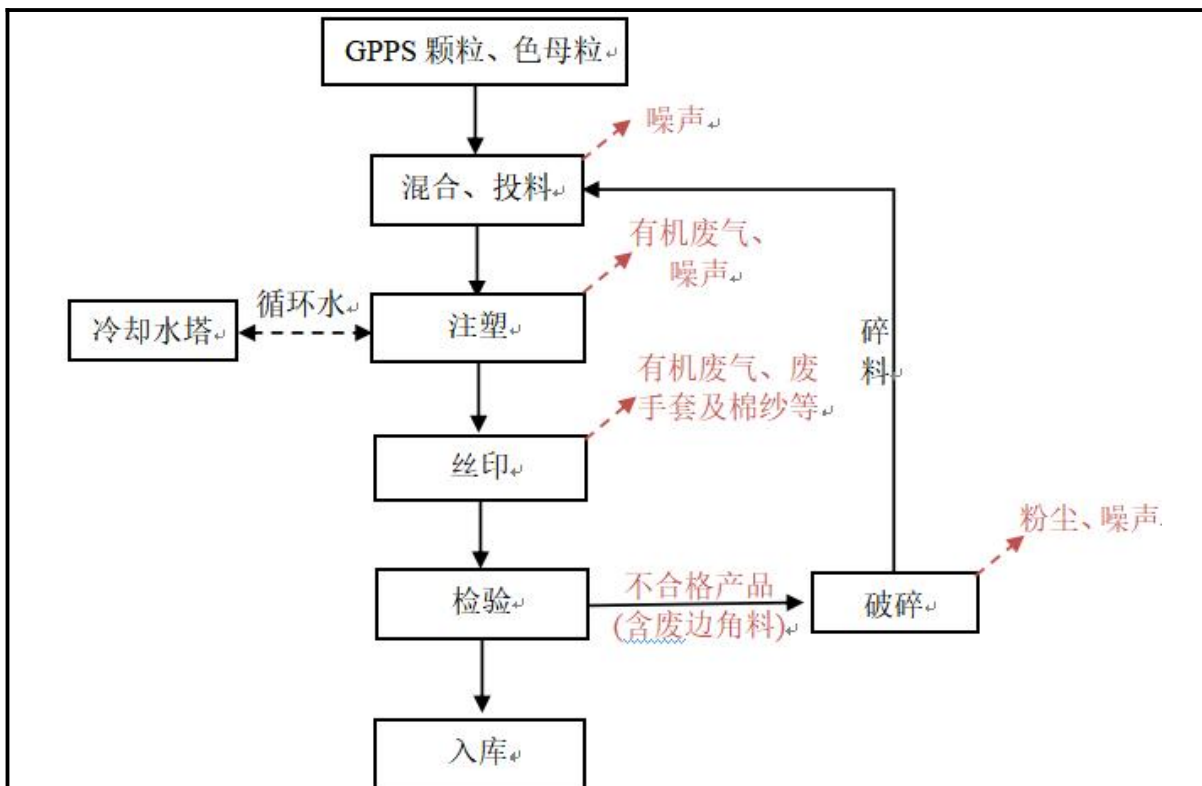 GPPS 颗粒、色母粒
噪声
混合、投料
有机废气、
噪声
循环水
冷却水塔
注塑
碎
料
有机废气、废
手套及棉纱等
丝印
粉尘、噪声
检验
不合格产品
(含废边角料)
破碎
入库